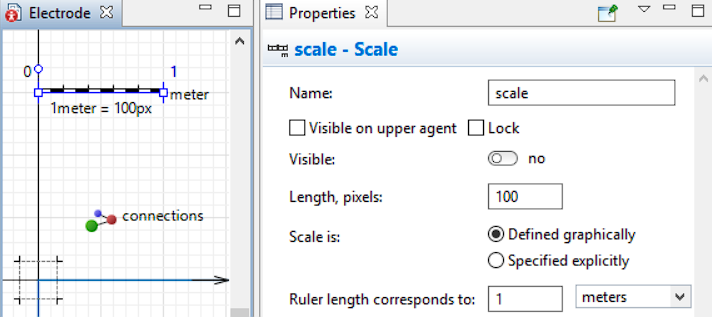 Electrode
0
1
meter
1meter = 100px
connections
Properties
scale - Scale
Name:
scale
Visible on upper agent
Lock
Visible:
no
Length, pixels:
100
Scale is:
Defined graphically
Specified explicitly
Ruler length corresponds to:
1
meters